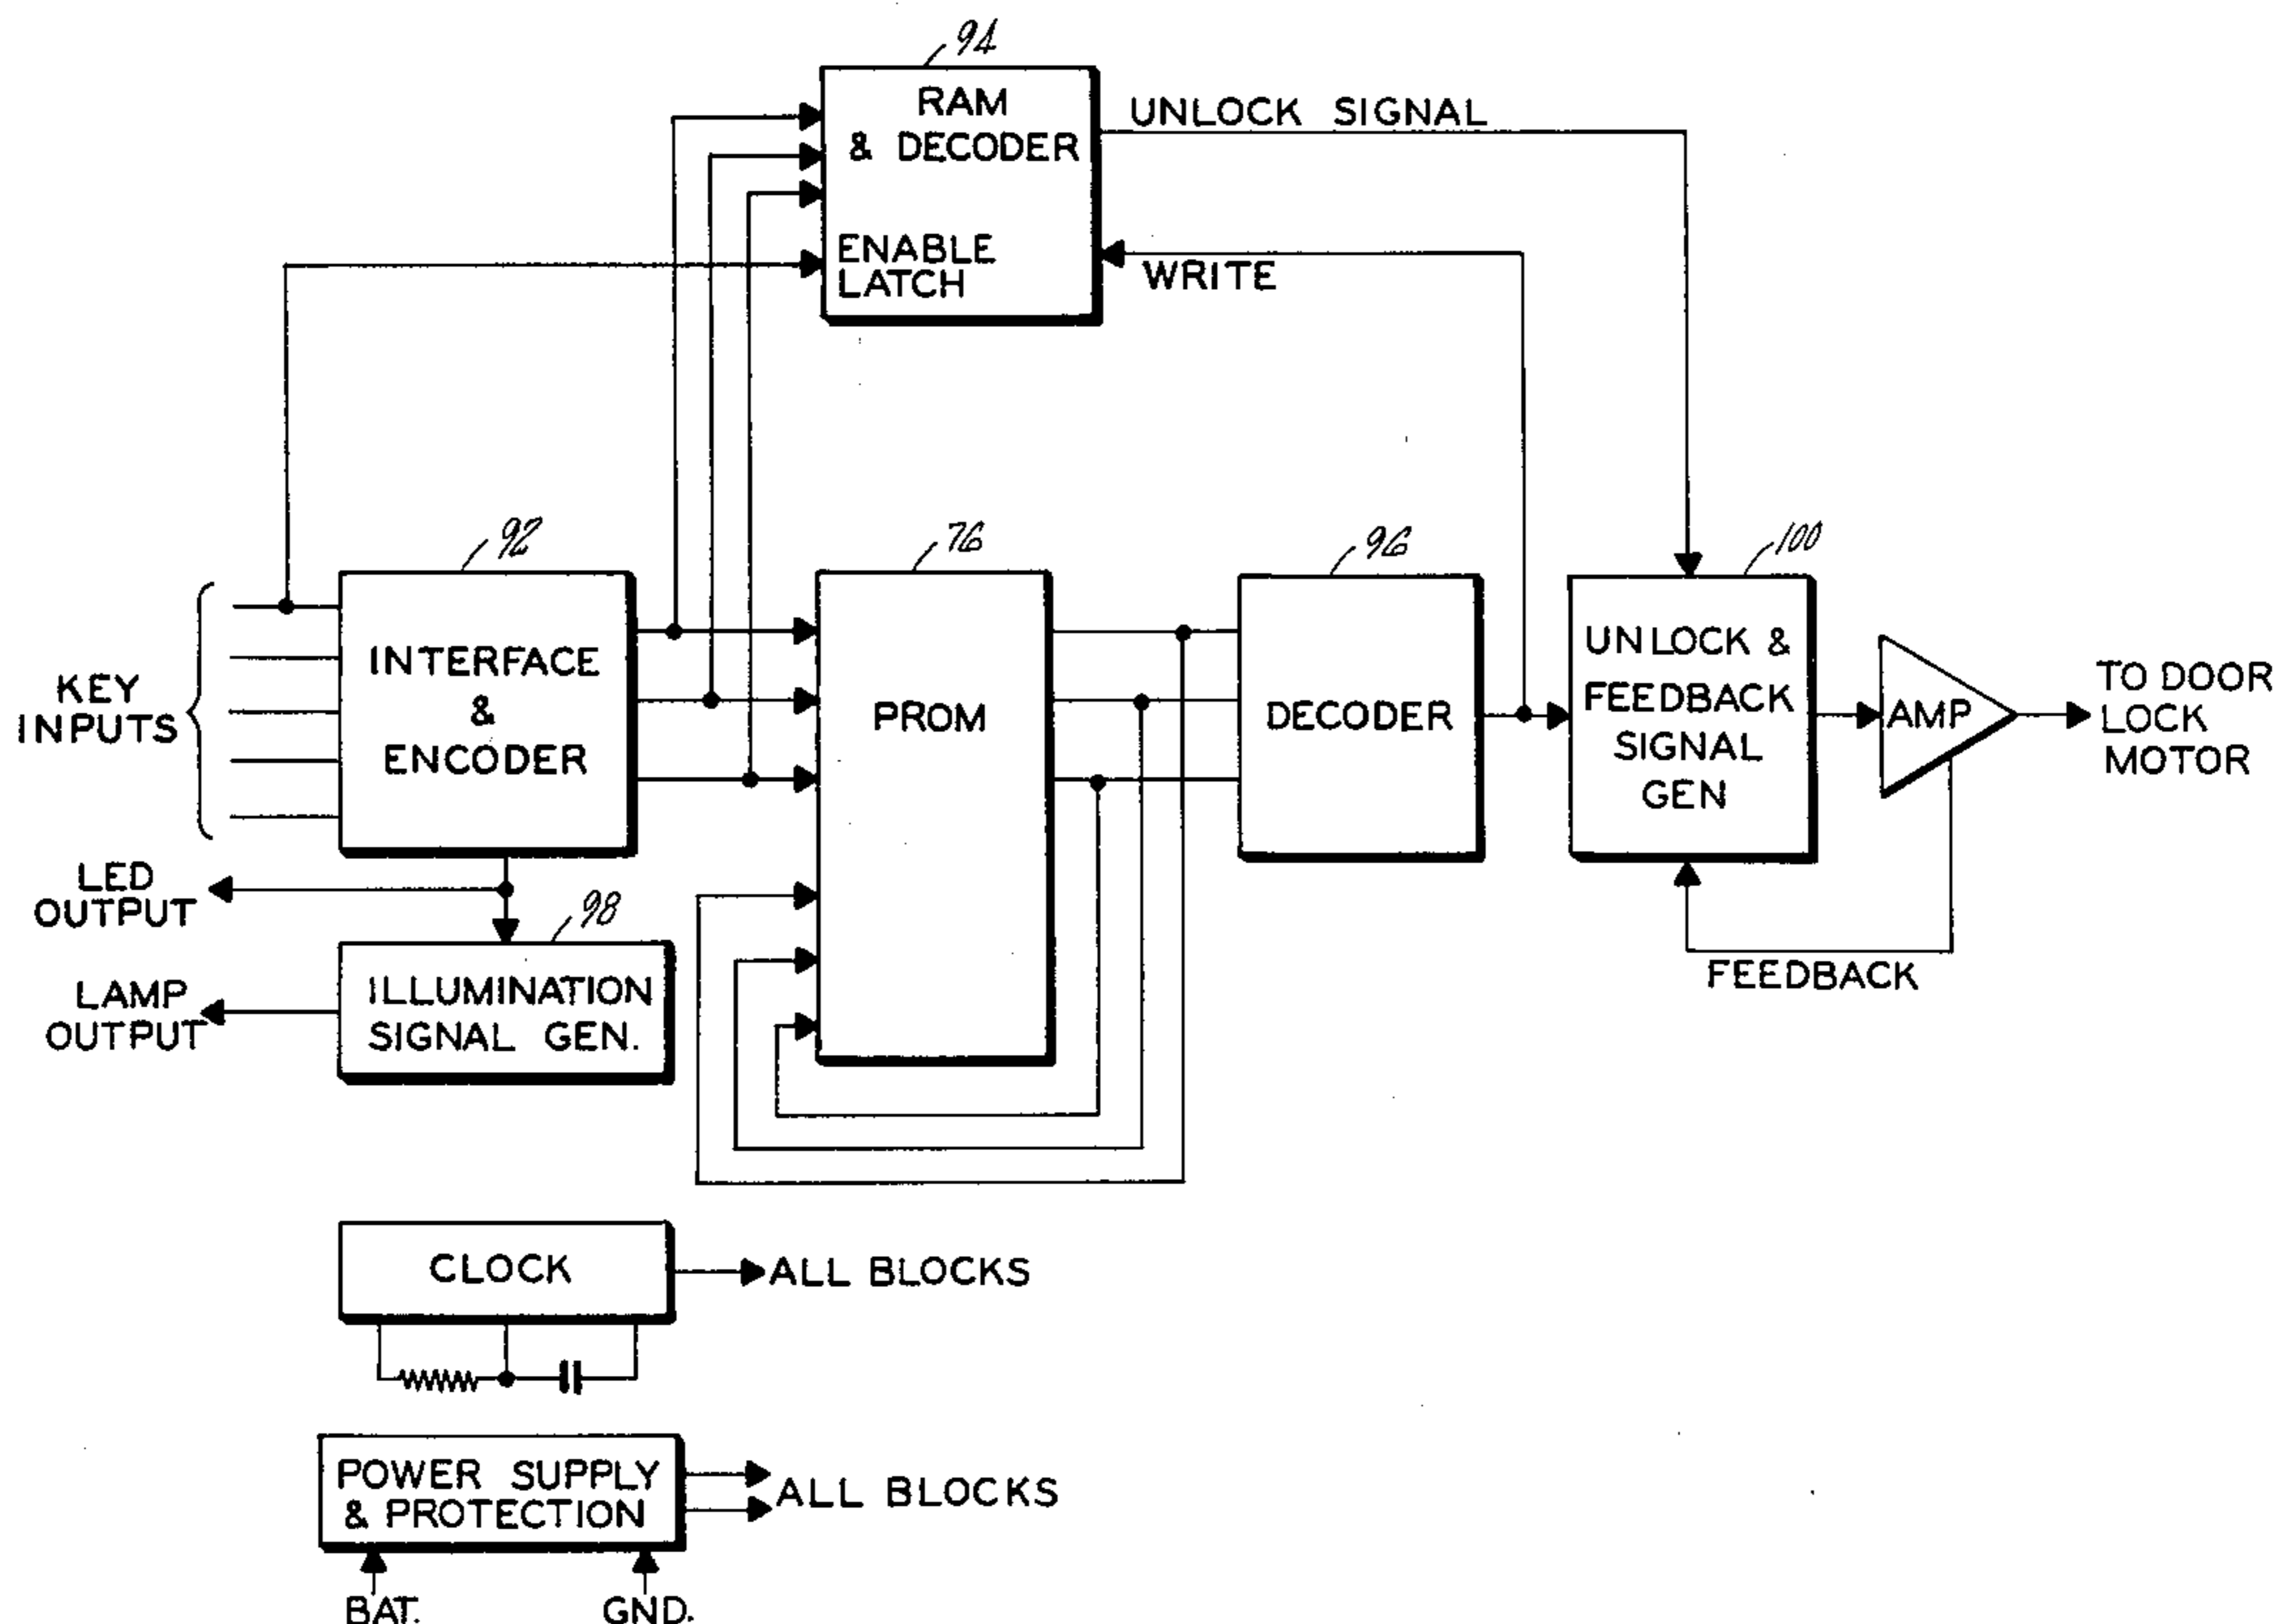 94
RAM
& DECODER
ENABLE
LATCH
UNLOCK SIGNAL
WRITE
92
76
96
100
KEY
INPUTS
INTERFACE
&
ENCODER
PROM
DECODER
UNLOCK &
FEEDBACK
SIGNAL
GEN
AMP
TO DOOR
LOCK
MOTOR
LED
OUTPUT
98
FEEDBACK
LAMP
OUTPUT
ILLUMINATION
SIGNAL GEN.
CLOCK
ALL BLOCKS
POWER SUPPLY
& PROTECTION
ALL BLOCKS
BAT.
GND.